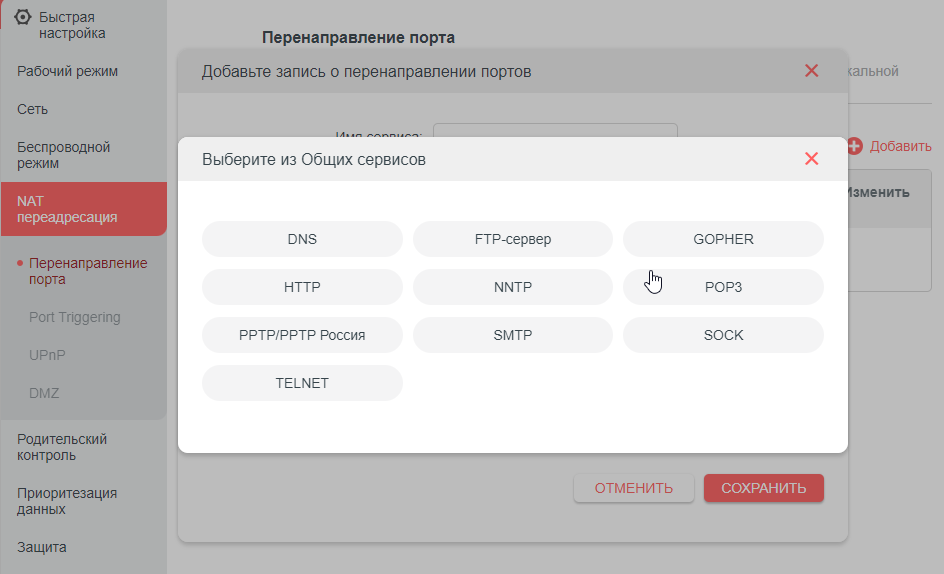 Быстрая
настройка
Рабочий режим
Сеть
Беспроводной
режим
NAT
переадресация
Перенаправление
порта
Port Triggering
UPnP
DMZ
Родительский
контроль
Приоритезация
данных
Защита
Перенаправление порта
Добавьте запись о перенаправлении портов
кальной
Имя сервиса:
Добавить
Изменить
Выберите из Общих сервисов
DNS
FTP-сервер
GOPHER
HTTP
NNTP
POP3
PPTP/PPTP Россия
SMTP
SOCK
TELNET
ОТМЕНИТЬ
СОХРАНИТЬ